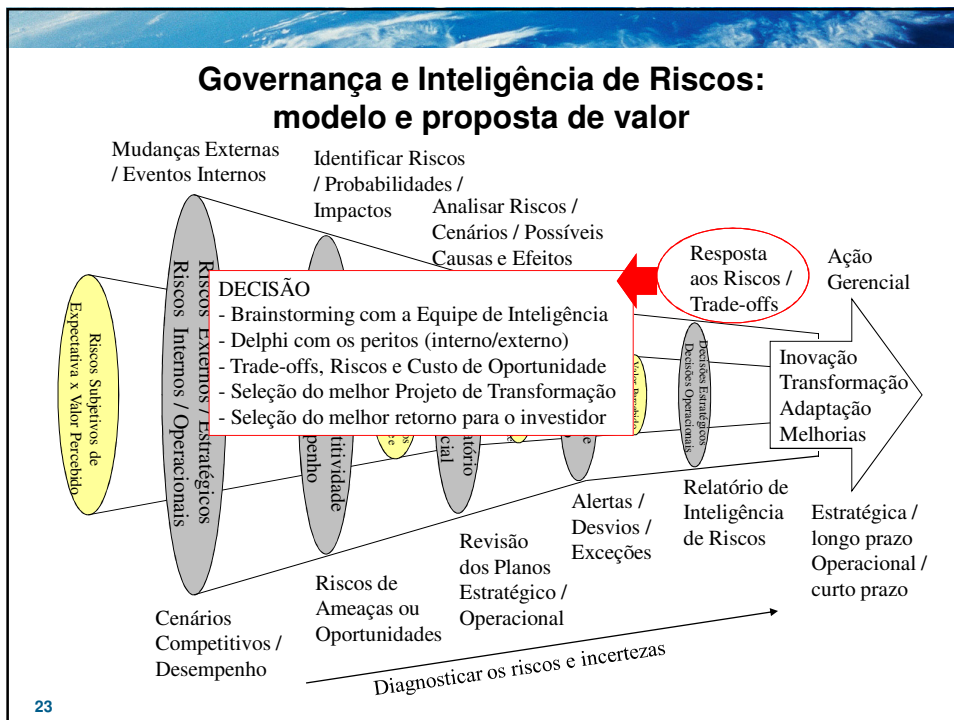 Governança e Inteligência de Riscos:
modelo e proposta de valor
Mudanças Externas
/ Eventos Internos
Identificar Riscos
/ Probabilidades /
Impactos
Analisar Riscos /
Cenários / Possíveis
Causas e Efeitos
Resposta
aos Riscos /
Trade-offs
Ação
Gerencial
Riscos Subjetivos de
Expectativa x Valor Percebido
Riscos Externos / Estratégicos
Riscos Internos / Operacionais
DECISÃO
- Brainstorming com a Equipe de Inteligência
- Delphi com os peritos (interno/externo)
- Trade-offs, Riscos e Custo de Oportunidade
- Seleção do melhor Projeto de Transformação
- Seleção do melhor retorno para o investidor
Decisões Estratégicos
Decisões Operacionais
Inovação
Transformação
Adaptação
Melhorias
Cenários
Competitivos /
Desempenho
Riscos de
Ameaças ou
Oportunidades
Revisão
dos Planos
Estratégico /
Operacional
Alertas /
Desvios /
Exceções
Relatório de
Inteligência
de Riscos
Estratégica /
longo prazo
Operacional /
curto prazo
Diagnosticar os riscos e incertezas
23